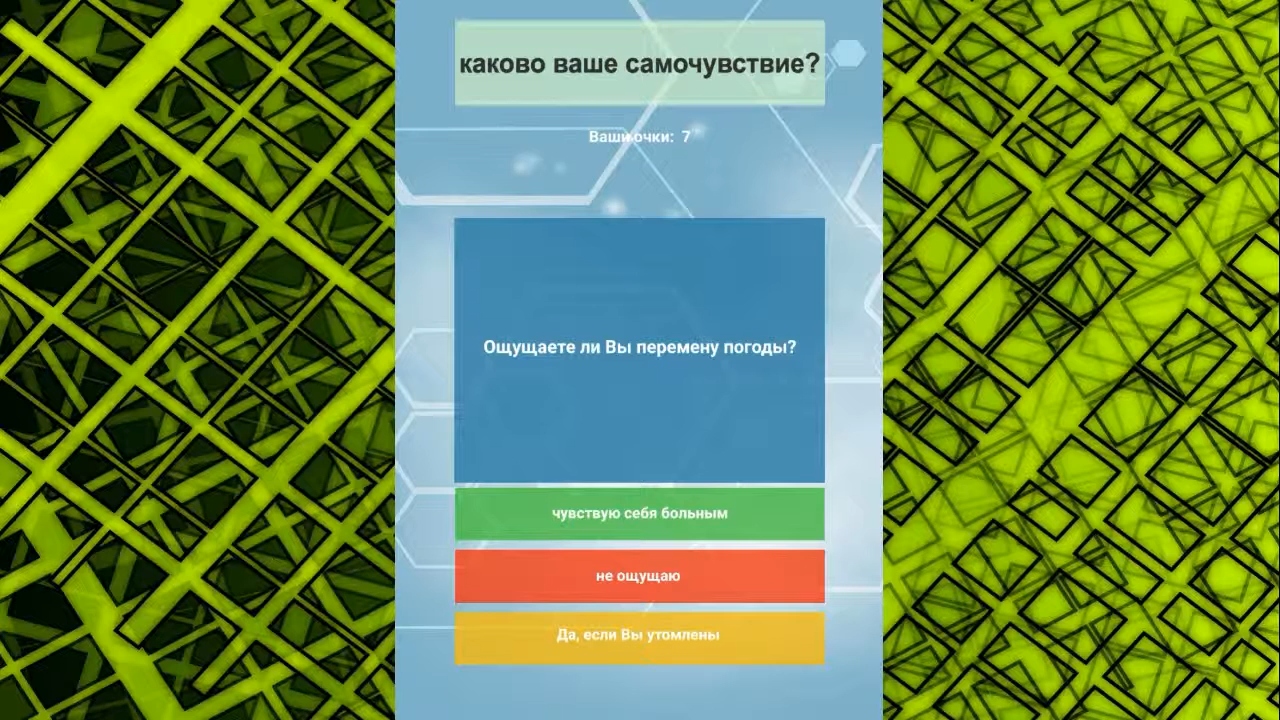 каково ваше самочувствие?
Ваши очки: 7
Ощущаете ли Вы перемену погоды?
чувствую себя больным
не ощущаю
Да, если Вы утомлены